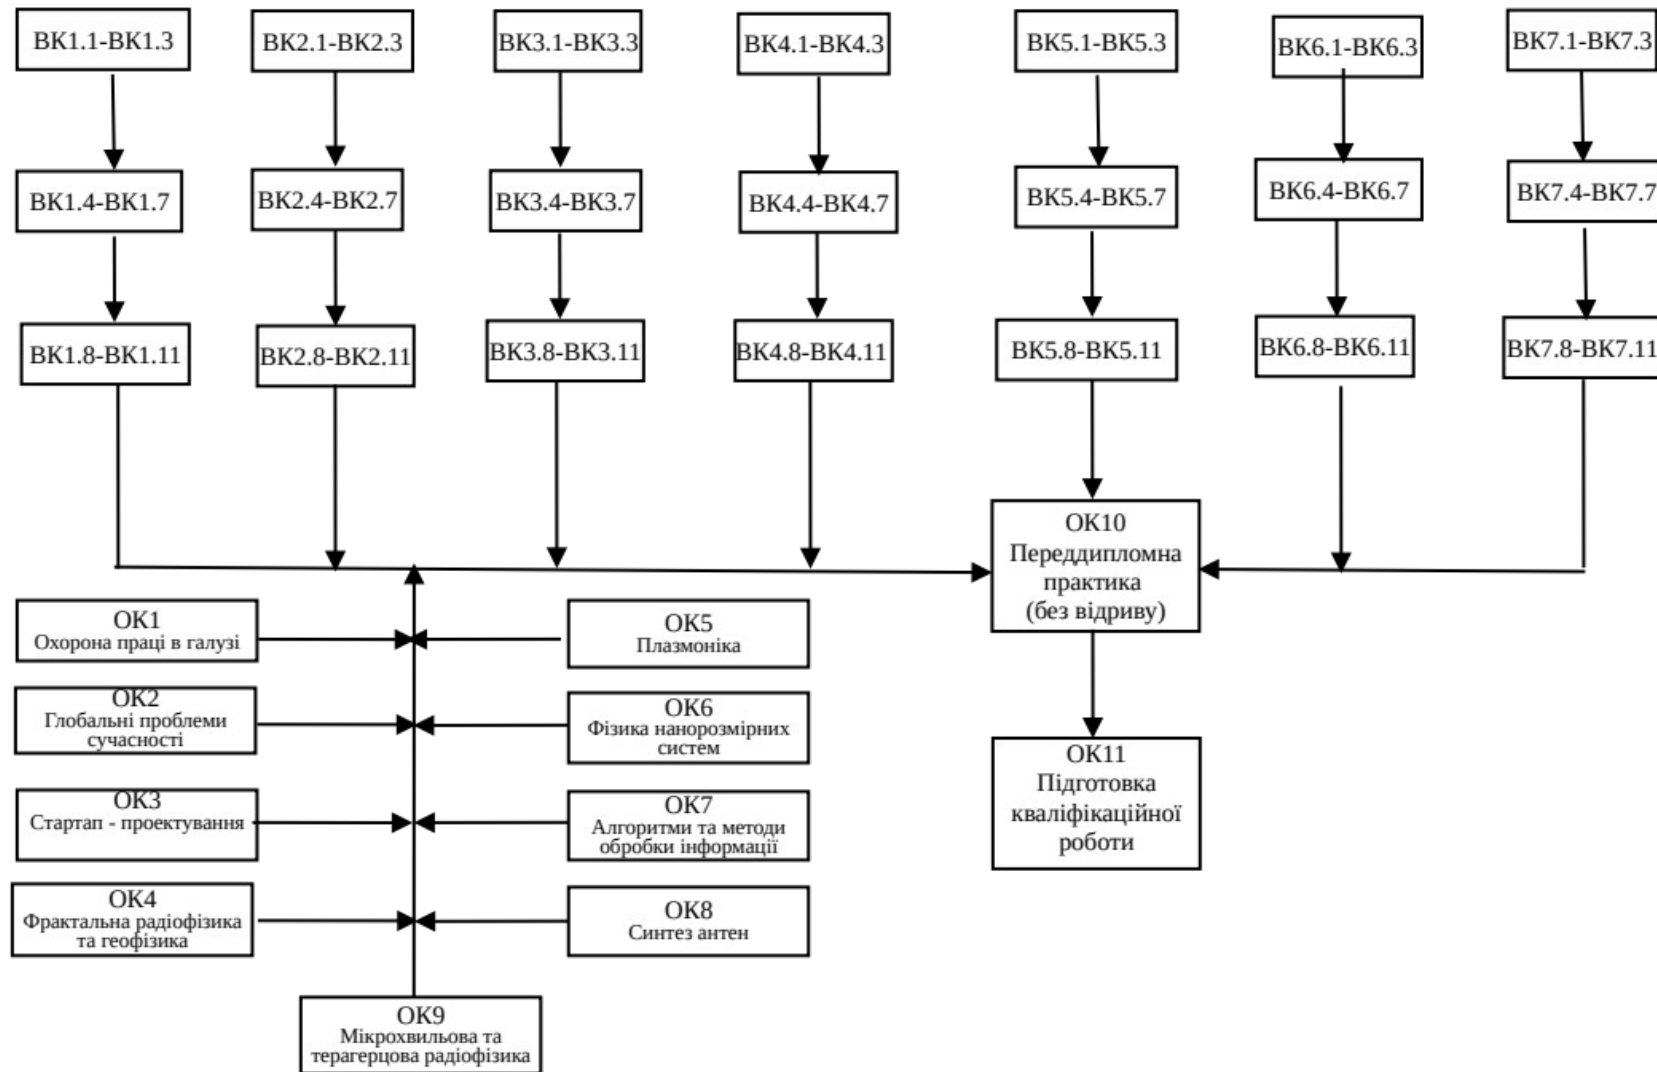 ВК1.1-ВК1.3
ВК2.1-ВК2.3
ВК3.1-ВК3.3
ВК4.1-ВК4.3
ВК5.1-ВК5.3
ВК6.1-ВК6.3
ВК7.1-ВК7.3
ВК1.4-ВК1.7
ВК2.4-ВК2.7
ВК3.4-ВК3.7
ВК4.4-ВК4.7
ВК5.4-ВК5.7
ВК6.4-ВК6.7
ВК7.4-ВК7.7
ВК1.8-ВК1.11
ВК2.8-ВК2.11
ВК3.8-ВК3.11
ВК4.8-ВК4.11
ВК5.8-ВК5.11
ВК6.8-ВК6.11
ВК7.8-ВК7.11
ОК10
Переддипломна
практика
(без відриву)
ОК1
Охорона праці в галузі
ОК5
Плазмоніка
ОК2
Глобальні проблеми
сучасності
ОК6
Фізика нанорозмірних
систем
ОК11
Підготовка
кваліфікаційної
роботи
ОК3
Стартап - проектування
ОК7
Алгоритми та методи
обробки інформації
ОК4
Фрактальна радіофізика
та геофізика
ОК8
Синтез антен
ОК9
Мікрохвильова та
терагерцова радіофізика